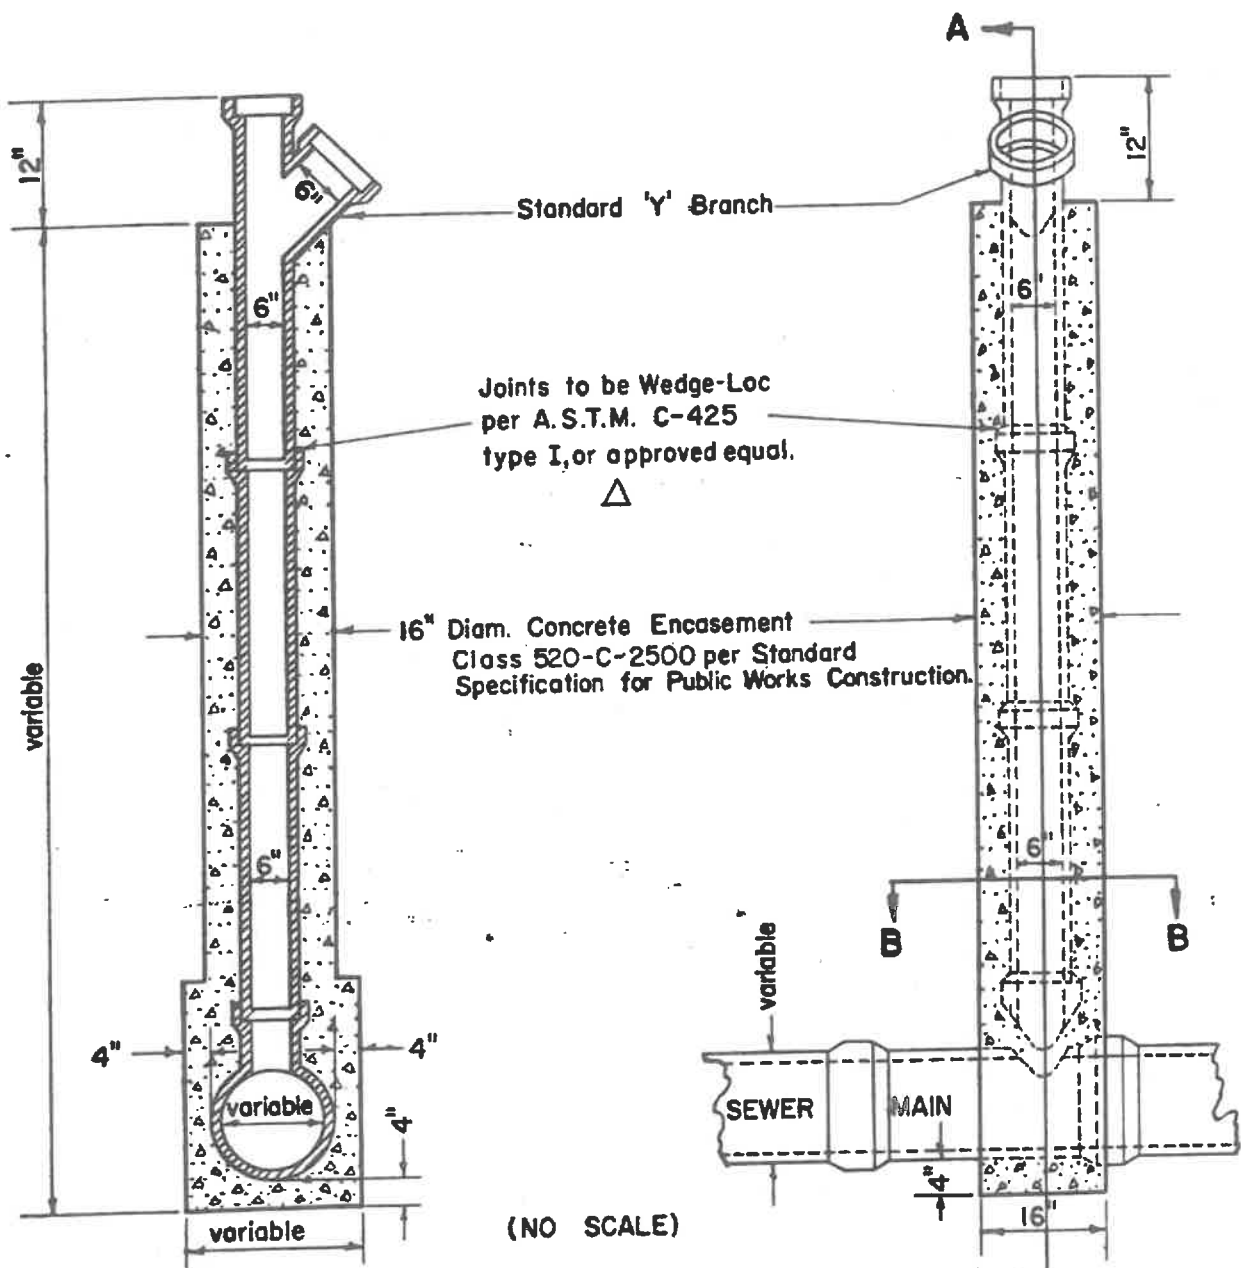 A
12"
12"
6"
Standard 'Y' Branch
6"
6"
Joints to be Wedge-Loc
per A.S.T.M. C-425
type I, or approved equal.
16" Diam. Concrete Encasement
Class 520-C-2500 per Standard
Specification for Public Works Construction.
variable
6"
6"
B
B
variable
4"
4"
variable
4"
SEWER MAIN
4"
16"
variable
(NO SCALE)